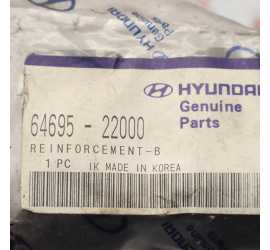 HYUNDAI
Genuine
Parts
64695 - 22000
REINFORCEMENT-B
1 PC IK MADE IN KOREA